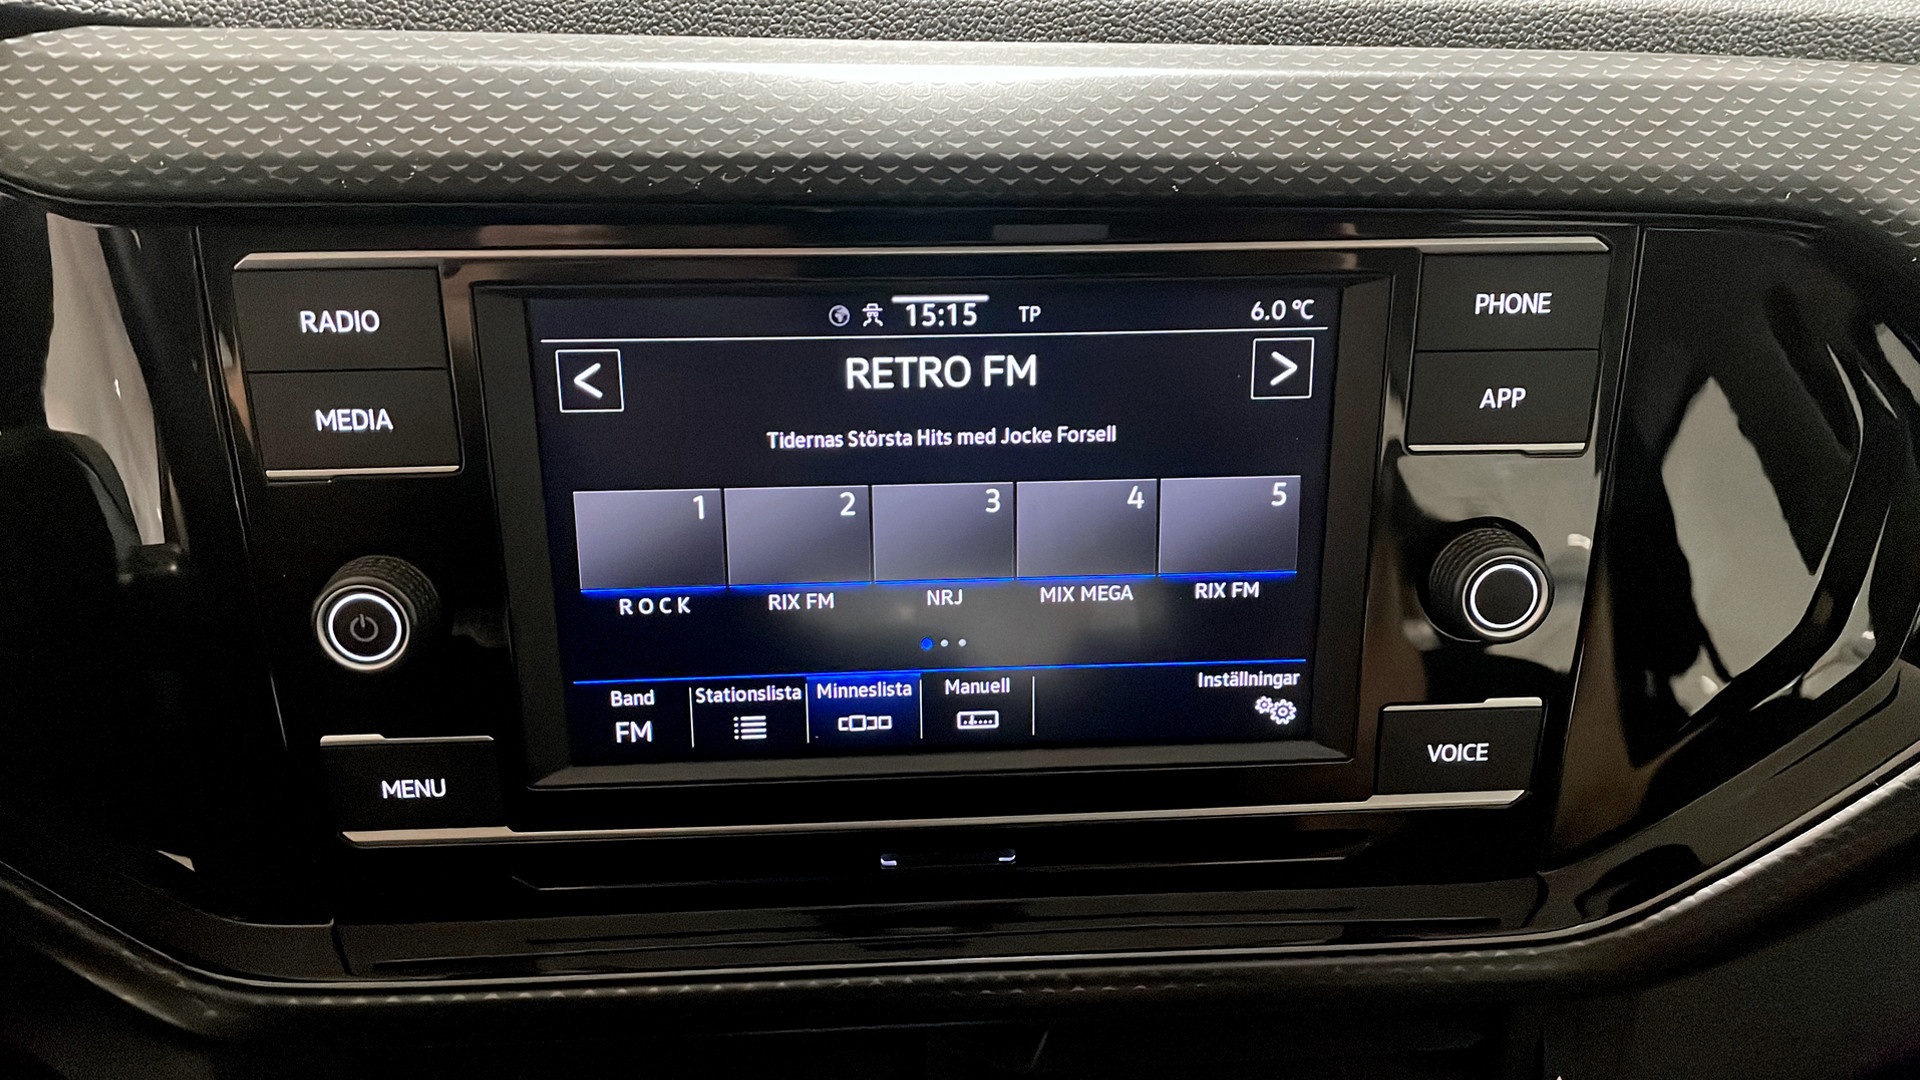 RADIO
MEDIA
MENU
15:15 TP 6.0 °C
< RETRO FM >
Tidernas Största Hits med Jocke Forsell
1 2 3 4 5
ROCK RIX FM NRJ MIX MEGA RIX FM
Band Stationslista Minneslista Manuell Inställningar
FM
PHONE
APP
VOICE